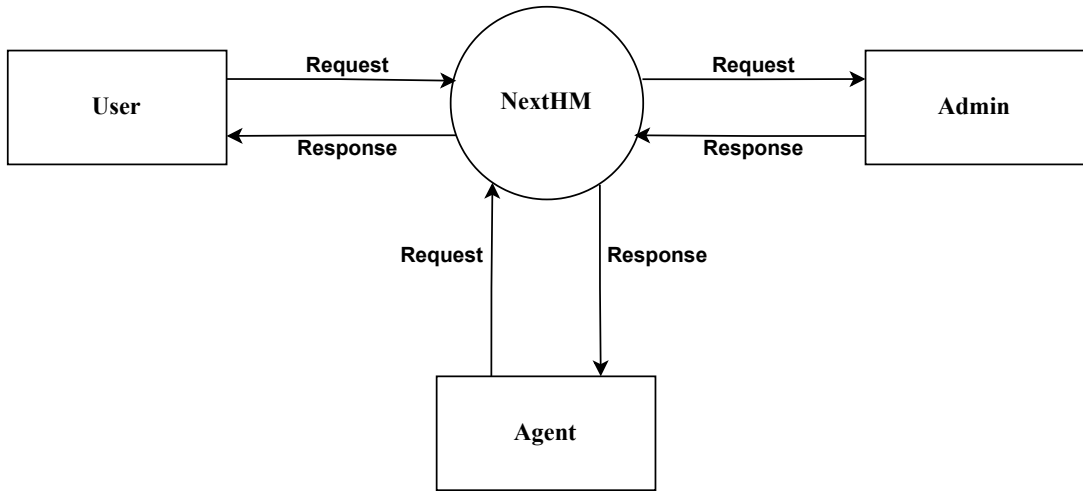 Request
Request
User
NextHM
Admin
Response
Response
Request
Response
Agent